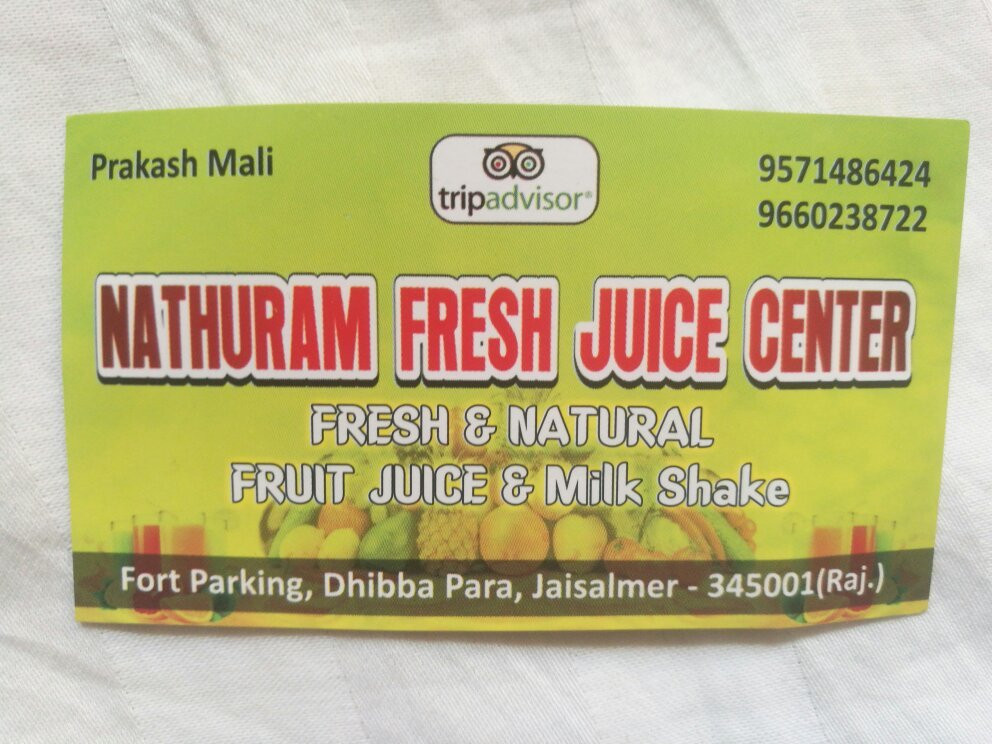 Prakash Mali
tripadvisor®
9571486424
9660238722
NATHURAM FRESH JUICE CENTER
FRESH & NATURAL
FRUIT JUICE & Milk Shake
Fort Parking, Dhibba Para, Jaisalmer - 345001(Raj.)